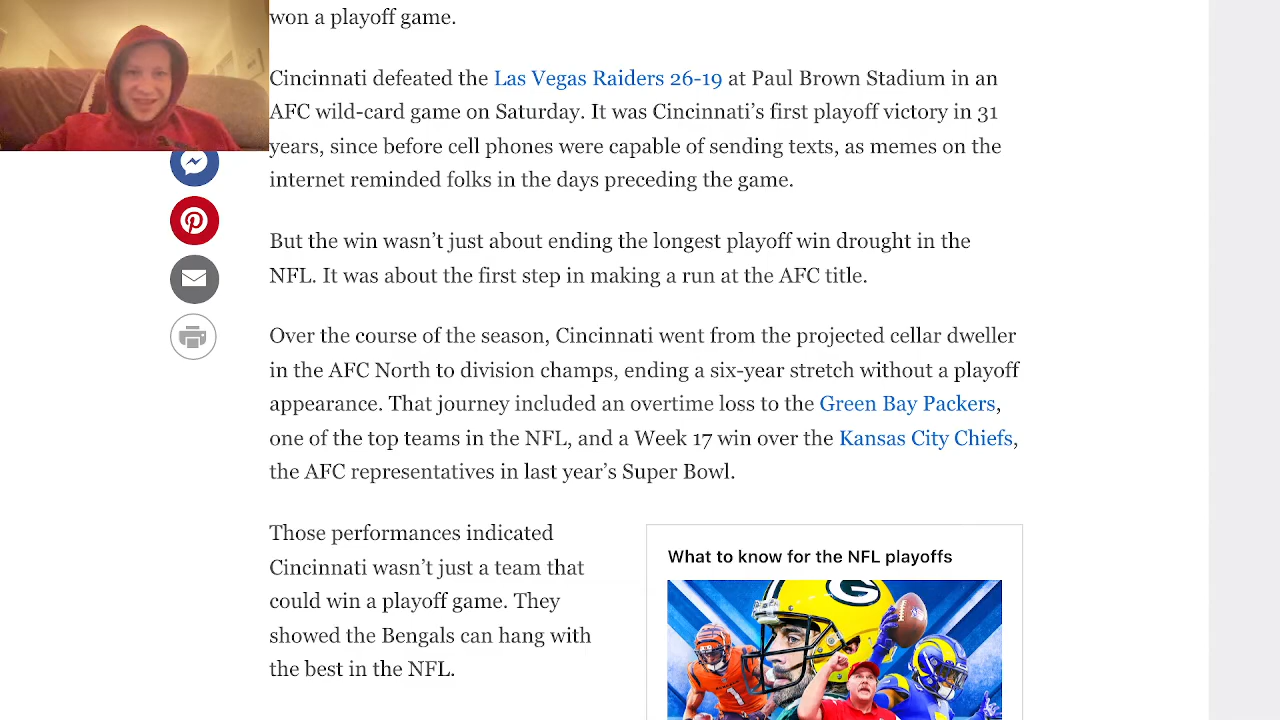 won a playoff game.
Cincinnati defeated the Las Vegas Raiders 26-19 at Paul Brown Stadium in an
AFC wild-card game on Saturday. It was Cincinnati’s first playoff victory in 31
years, since before cell phones were capable of sending texts, as memes on the
internet reminded folks in the days preceding the game.
But the win wasn’t just about ending the longest playoff win drought in the
NFL. It was about the first step in making a run at the AFC title.
Over the course of the season, Cincinnati went from the projected cellar dweller
in the AFC North to division champs, ending a six-year stretch without a playoff
appearance. That journey included an overtime loss to the Green Bay Packers,
one of the top teams in the NFL, and a Week 17 win over the Kansas City Chiefs,
the AFC representatives in last year’s Super Bowl.
Those performances indicated
Cincinnati wasn’t just a team that
could win a playoff game. They
showed the Bengals can hang with
the best in the NFL.
What to know for the NFL playoffs
G
1